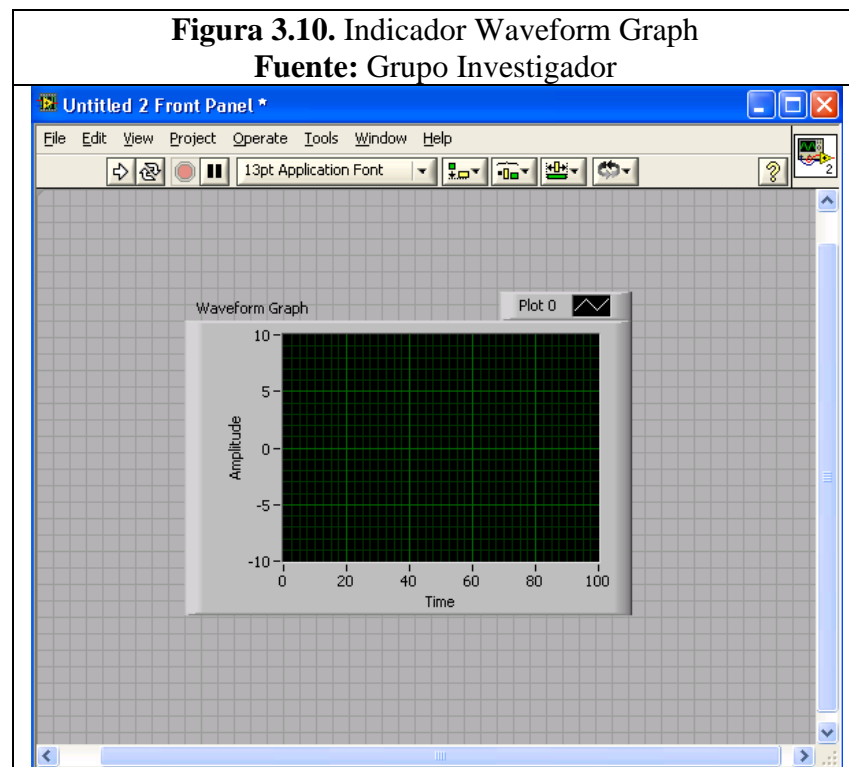 Figura 3.10. Indicador Waveform Graph
Fuente: Grupo Investigador
Untitled 2 Front Panel *
File Edit View Project Operate Tools Window Help
13pt Application Font
?
2
Waveform Graph
Plot 0
10
5
0
-5
-10
Amplitude
0 20 40 60 80 100
Time